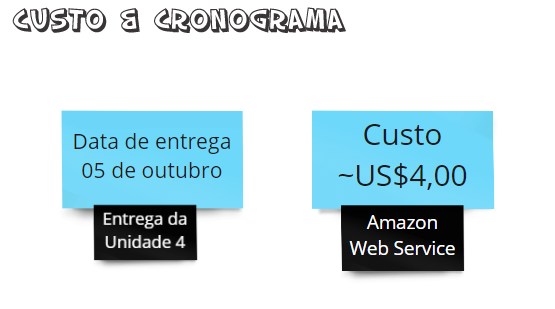 CUSTO & CRONOGRAMA
Data de entrega
05 de outubro
Entrega da
Unidade 4
Custo
~US$4,00
Amazon
Web Service